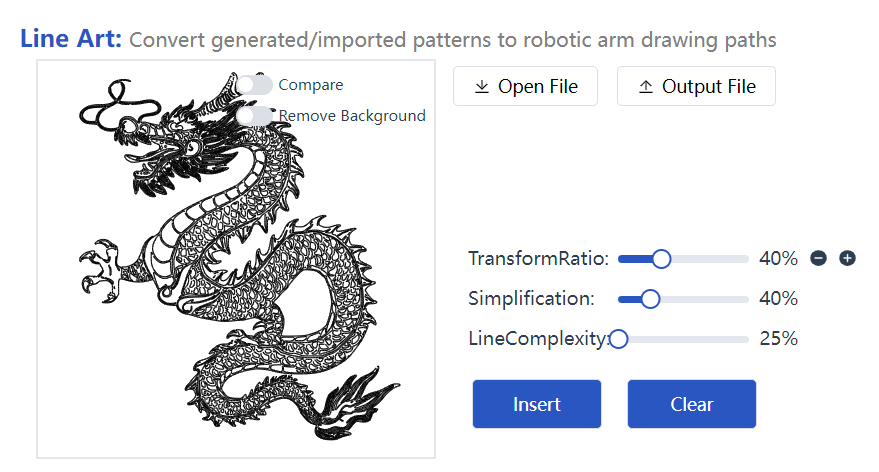 Line Art: Convert generated/imported patterns to robotic arm drawing paths
Compare
Remove Background
Open File
Output File
TransformRatio: 40%
Simplification: 40%
LineComplexity: 25%
Insert
Clear